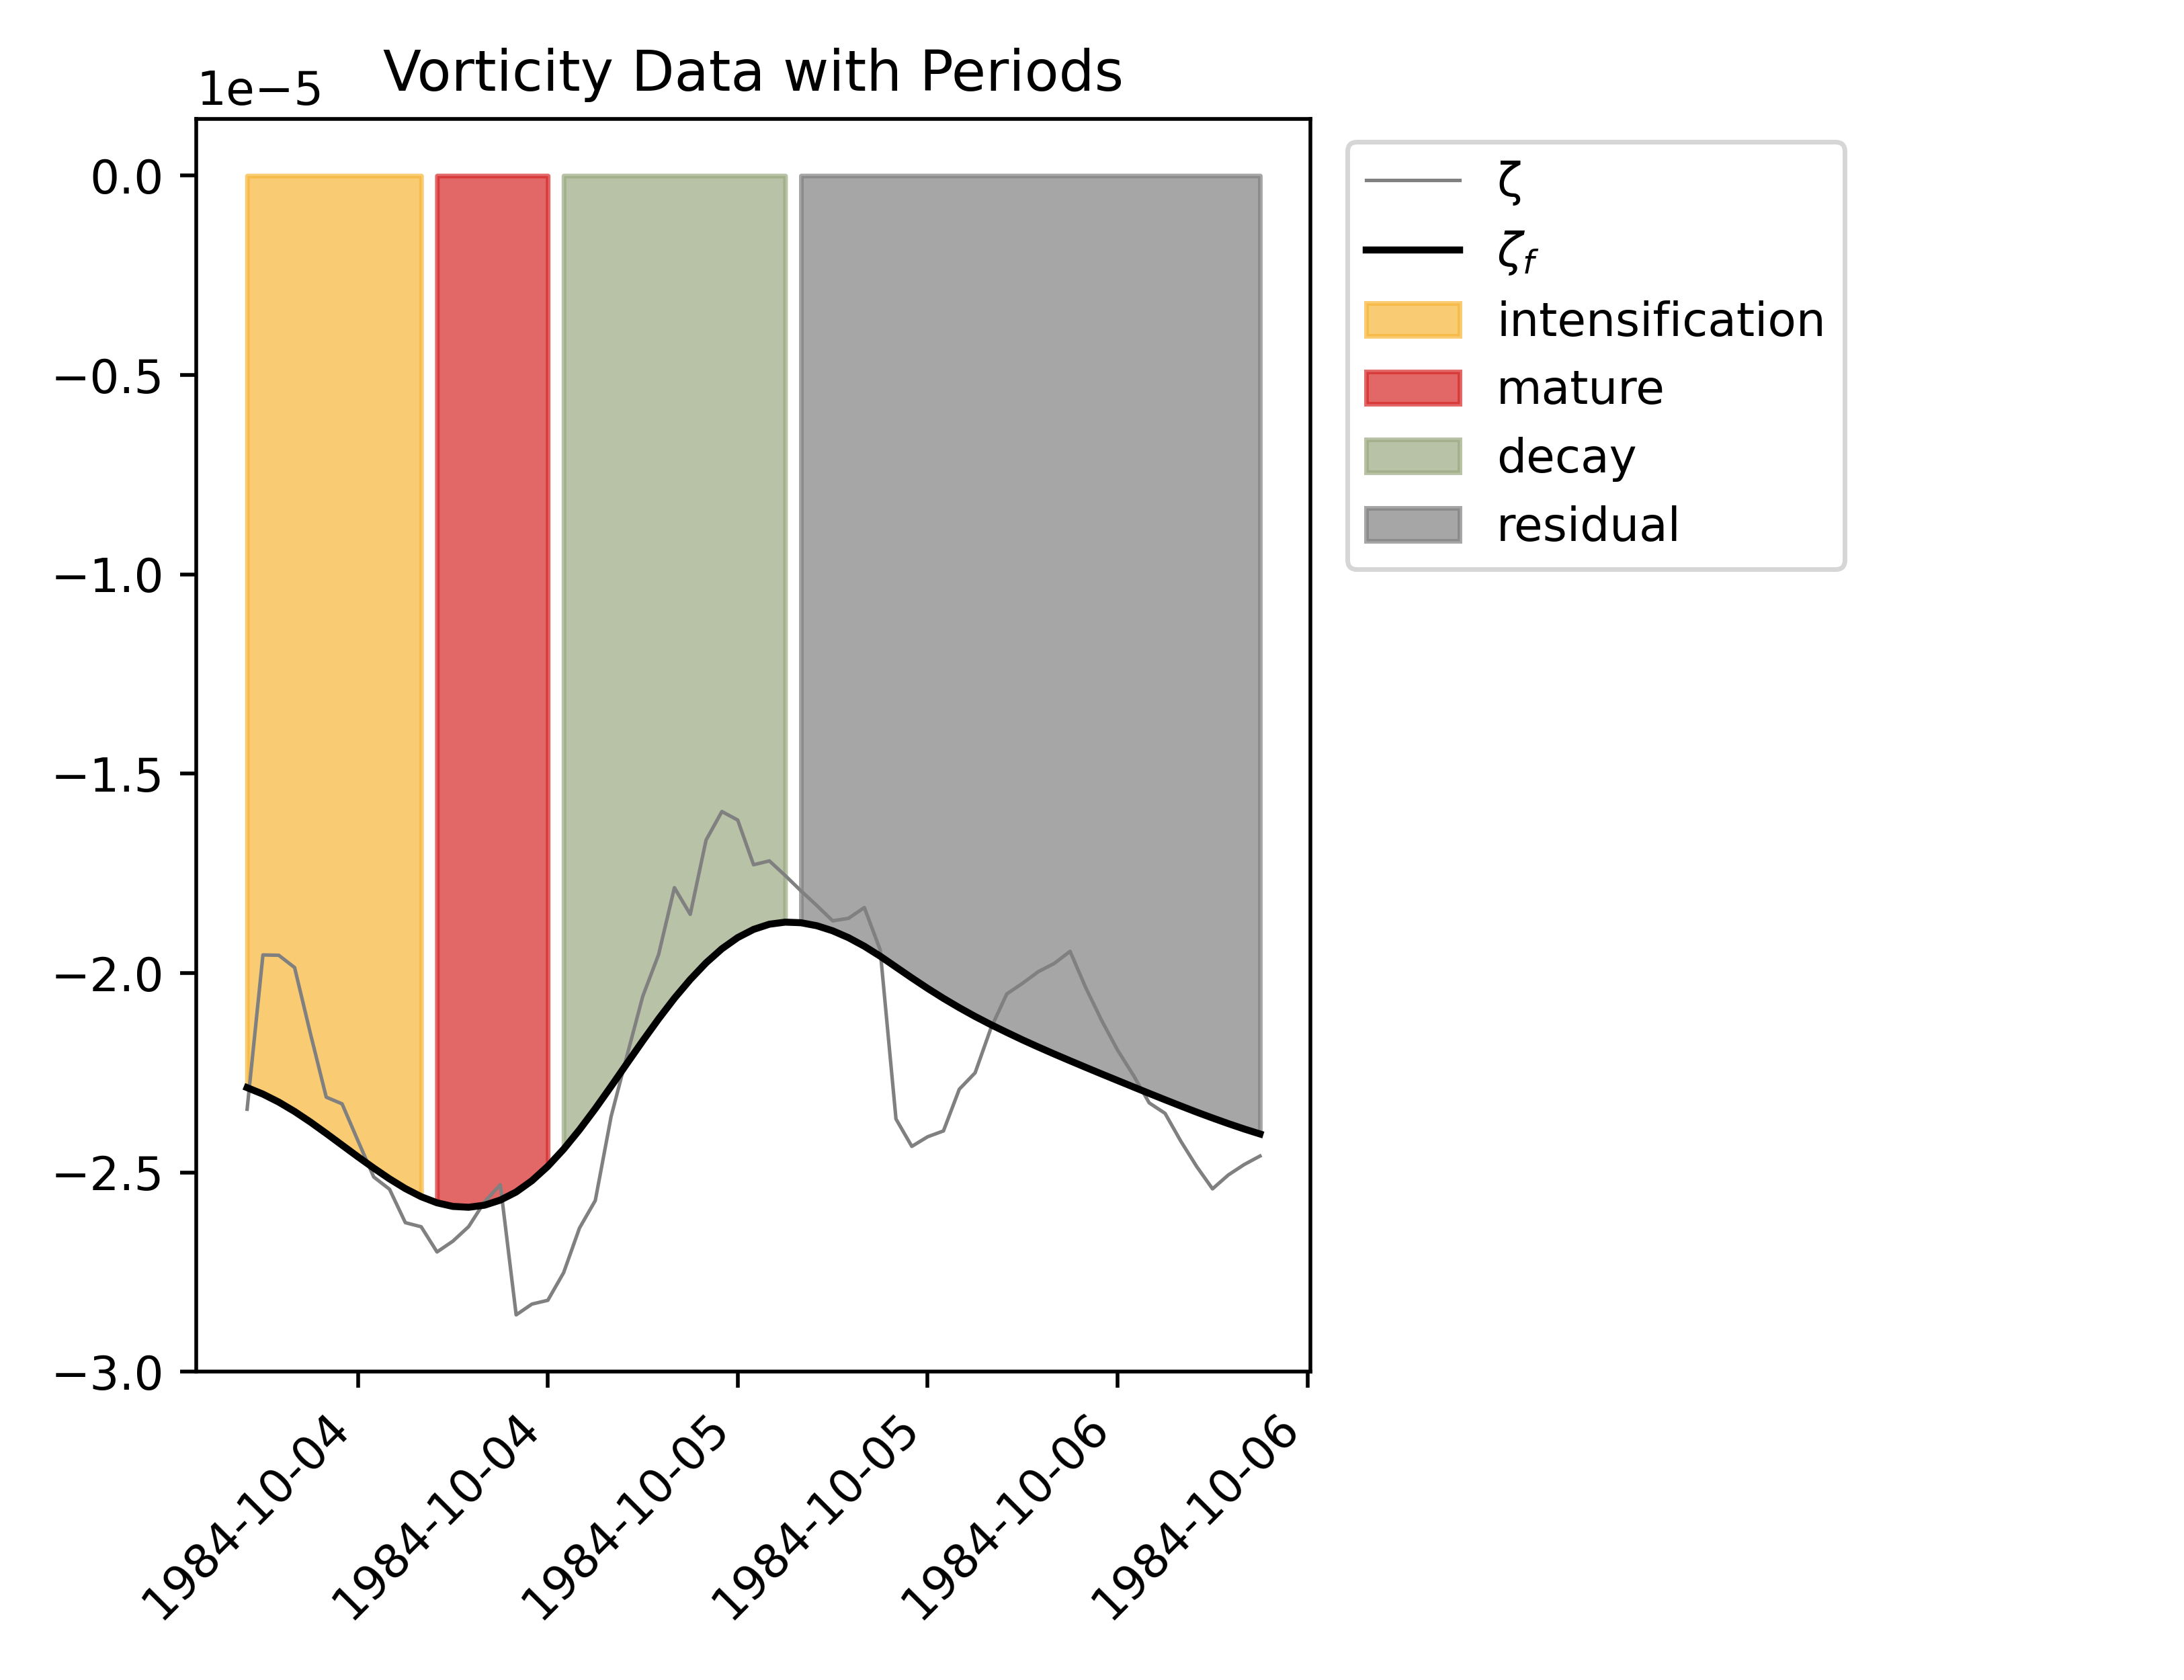 Vorticity Data with Periods
1e−5
0.0
−0.5
−1.0
−1.5
−2.0
−2.5
−3.0
1984-10-04
1984-10-04
1984-10-05
1984-10-05
1984-10-06
1984-10-06
ζ
ζf
intensification
mature
decay
residual